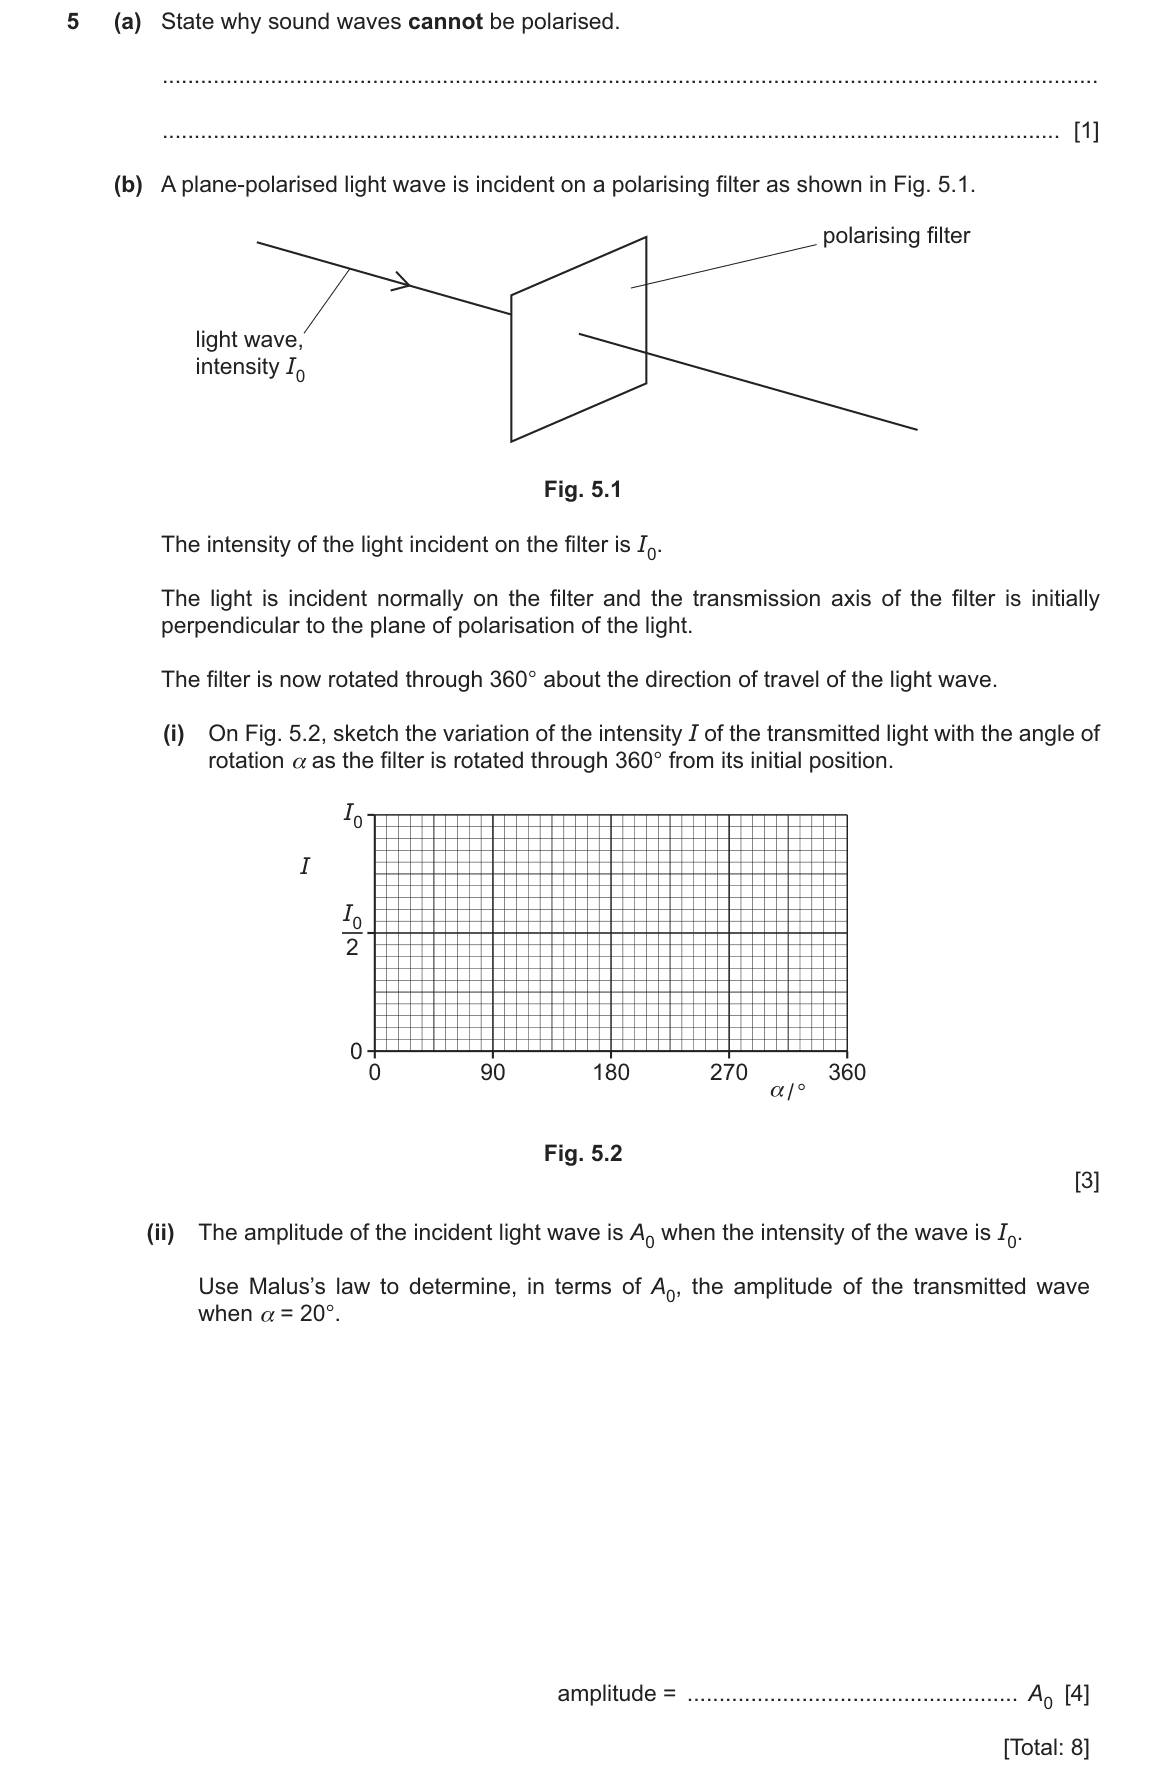 5 (a) State why sound waves cannot be polarised.
..........................................................................................................................................
.................................................................................................................................... [1]
(b) A plane-polarised light wave is incident on a polarising filter as shown in Fig. 5.1.
polarising filter
light wave,
intensity I0
Fig. 5.1
The intensity of the light incident on the filter is I0.
The light is incident normally on the filter and the transmission axis of the filter is initially
perpendicular to the plane of polarisation of the light.
The filter is now rotated through 360° about the direction of travel of the light wave.
(i) On Fig. 5.2, sketch the variation of the intensity I of the transmitted light with the angle of
rotation α as the filter is rotated through 360° from its initial position.
I0
I
I0
2
0
0 90 180 270 360
α/°
Fig. 5.2
[3]
(ii) The amplitude of the incident light wave is A0 when the intensity of the wave is I0.
Use Malus’s law to determine, in terms of A0, the amplitude of the transmitted wave
when α = 20°.
amplitude = .................................................... A0 [4]
[Total: 8]